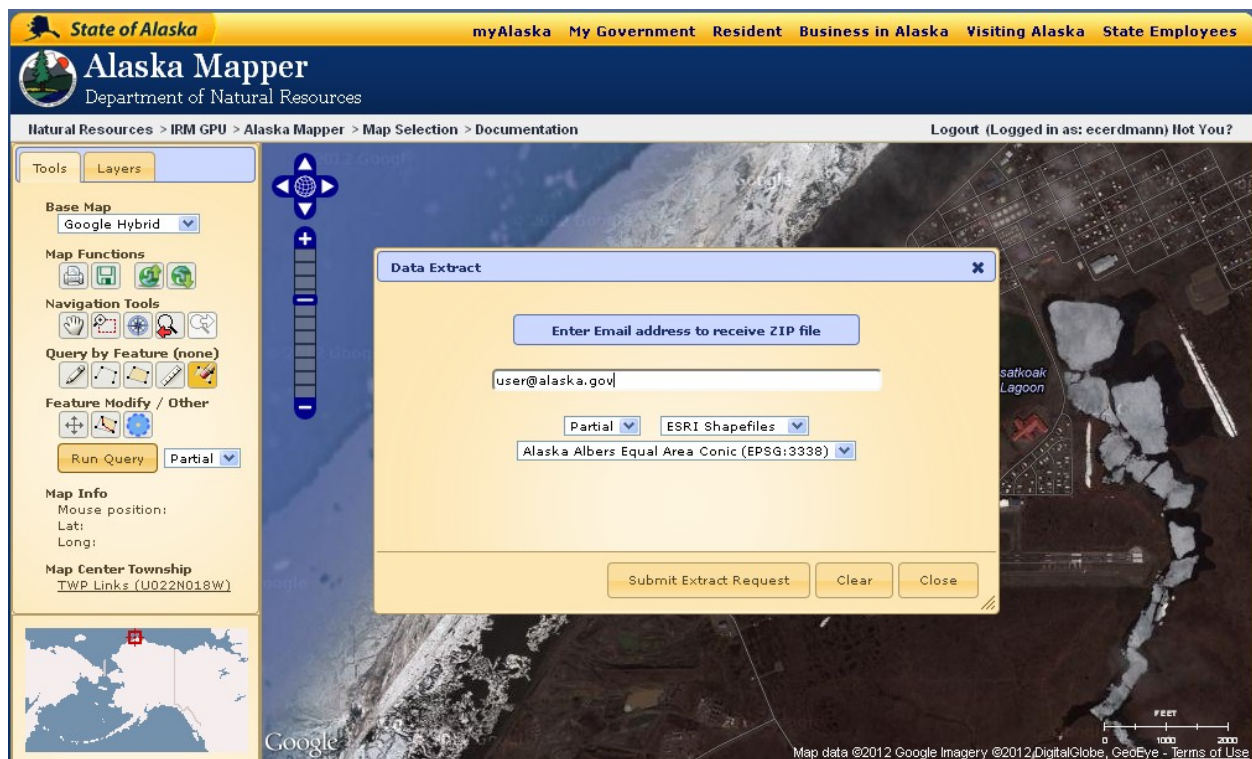 State of Alaska
myAlaska My Government Resident Business in Alaska Visiting Alaska State Employees
Alaska Mapper
Department of Natural Resources
Natural Resources > IRM GPU > Alaska Mapper > Map Selection > Documentation
Logout (Logged in as: ecerdmann) Not You?
Tools
Layers
Base Map
Google Hybrid
Map Functions
Navigation Tools
Query by Feature (none)
Feature Modify / Other
Run Query
Partial
Map Info
Mouse position:
Lat:
Long:
Map Center Township
TWP Links (U022N018W)
Data Extract
Enter Email address to receive ZIP file
user@alaska.gov
Partial
ESRI Shapefiles
Alaska Albers Equal Area Conic (EPSG:3338)
Submit Extract Request
Clear
Close
satkoak
Lagoon
Google
FEET
0 1000 2000
Map data ©2012 Google Imagery ©2012,DigitalGlobe, GeoEye - Terms of Use